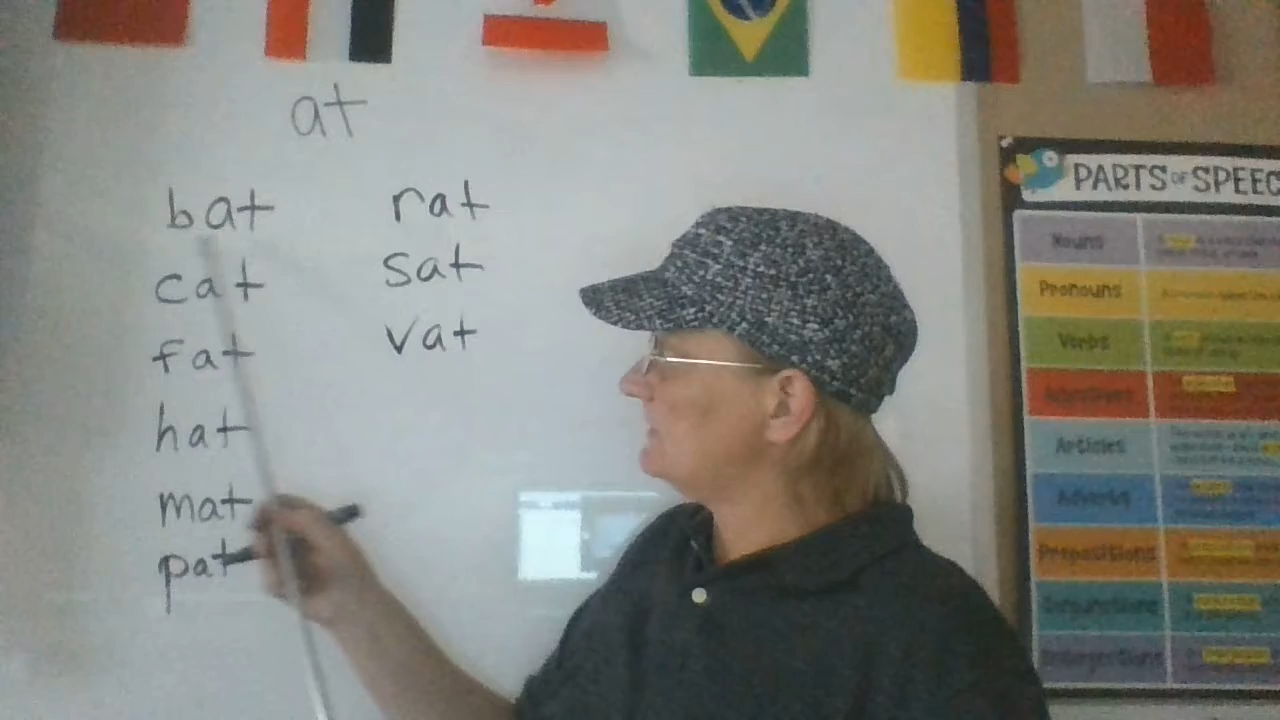 at
bat
cat
fat
hat
mat
pat
rat
sat
vat
PARTS OF SPEEC
Nouns
Pronouns
Verbs
Adjectives
Articles
Adverbs
Prepositions
Conjunctions
Interjections